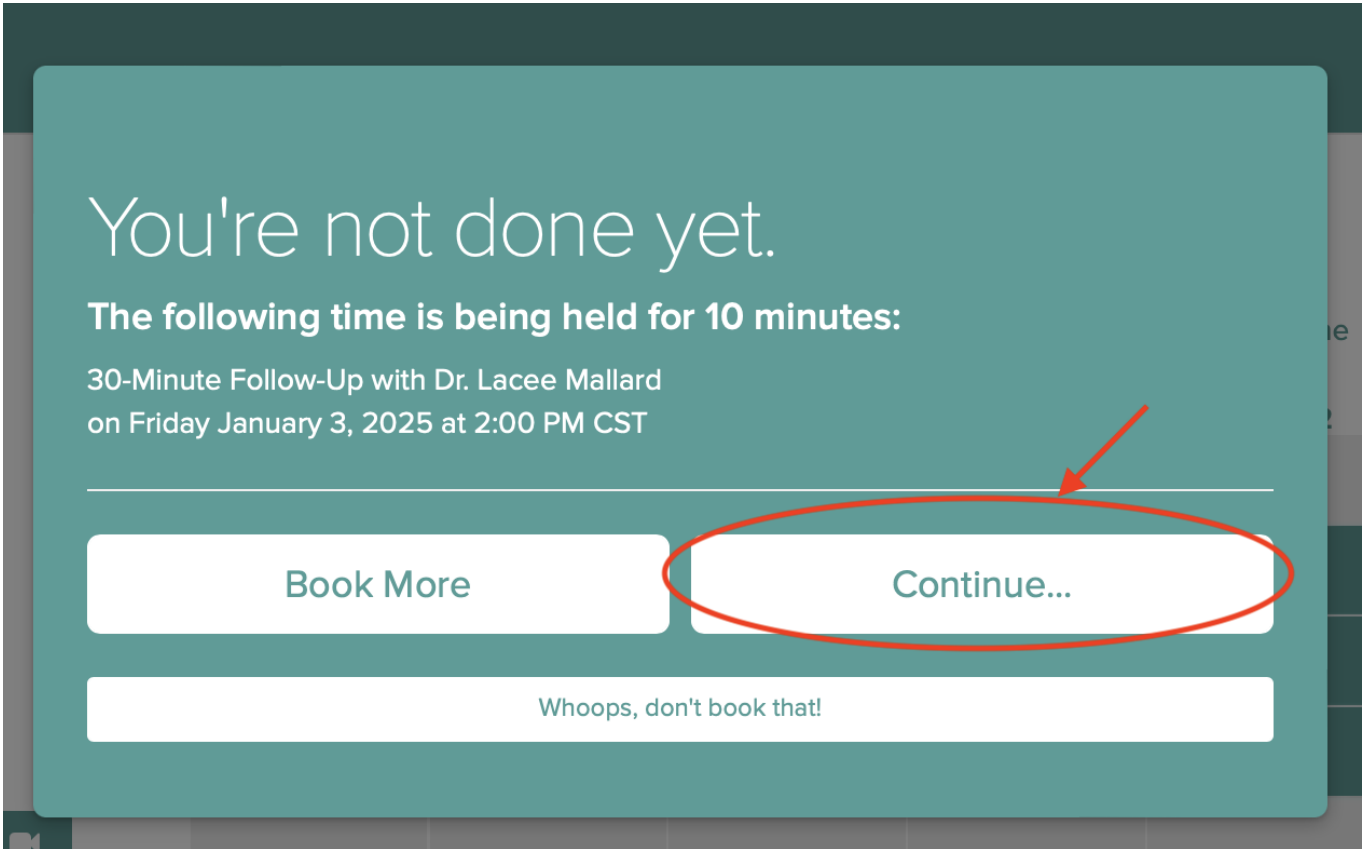 You're not done yet.
The following time is being held for 10 minutes:
30-Minute Follow-Up with Dr. Lacee Mallard
on Friday January 3, 2025 at 2:00 PM CST
Book More
Continue...
Whoops, don't book that!